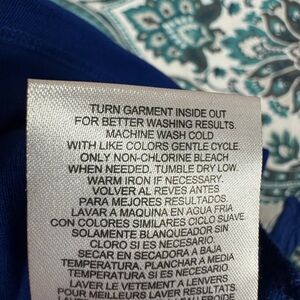 TURN GARMENT INSIDE OUT
FOR BETTER WASHING RESULTS.
MACHINE WASH COLD
WITH LIKE COLORS GENTLE CYCLE.
ONLY NON-CHLORINE BLEACH
WHEN NEEDED. TUMBLE DRY LOW.
WARM IRON IF NECESSARY.
VOLVER AL REVES ANTES
PARA MEJORES RESULTADOS.
LAVAR A MAQUINA EN AGUA FRIA
CON COLORES SIMILARES CICLO SUAVE
SOLAMENTE BLANQUEADOR SIN
CLORO SI ES NECESARIO.
SECAR EN SECADORA A BAJA
TEMPERATURA, PLANCHAR A MEDIA
TEMPERATURA SI ES NECESARIO.
LAVER LE VETEMENT A L'ENVERS
POUR MEILLEURS LAVER RESULTATS.